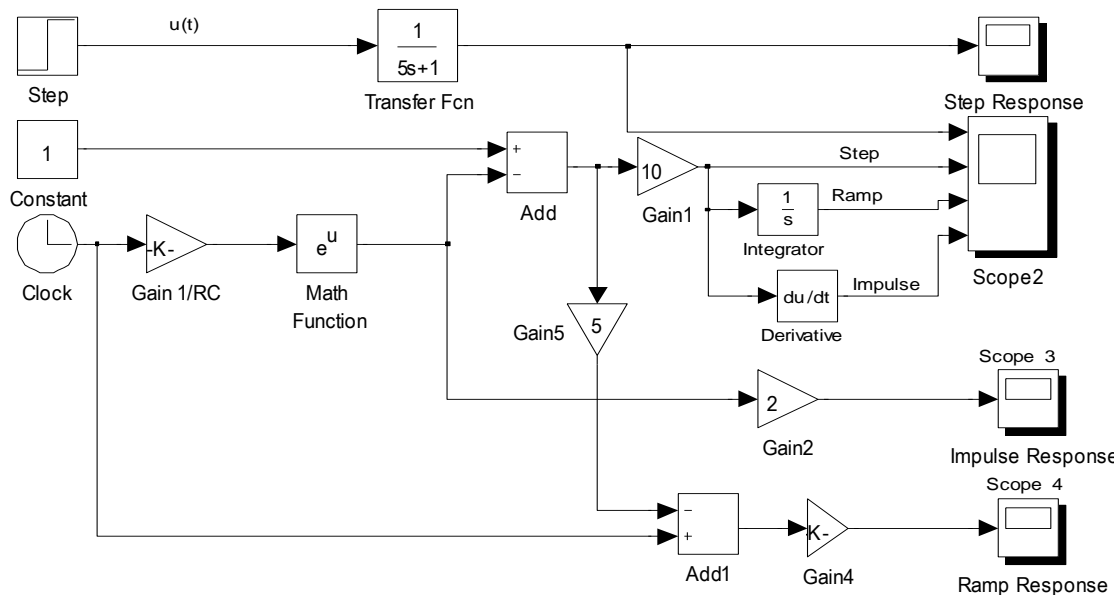 u(t)
1
5s+1
Step
Transfer Fcn
Step Response
1
+
−
Constant
Add
10
Gain1
Step
1
s
Ramp
Integrator
Scope2
-K-
e^u
Clock
Gain 1/RC
Math
Function
du/dt
Impulse
Derivative
Gain5
5
Scope 3
2
Gain2
Impulse Response
Scope 4
−
+
-K-
Add1
Gain4
Ramp Response